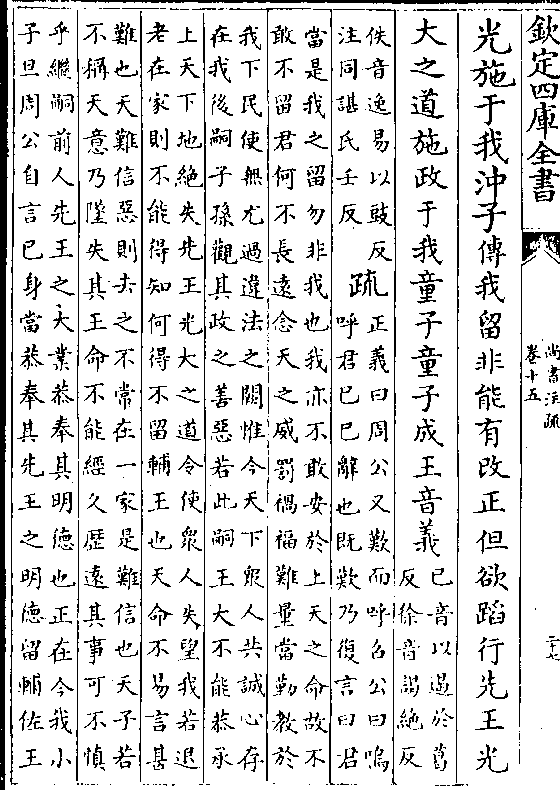 欽定四庫全書
尚書注疏
卷十五
二十七
光施于我沖子傳我留非能有改正但欲蹈行先王光
大之道施政于我童子童子成王音義
已音以遏於葛
反徐音謁絶反
佚音逸易以豉反
注同諶氏壬反
疏
正義曰周公又歎而呼召公曰嗚
呼君已已辭也既歎乃復言曰君
當是我之留勿非我也我亦不敢安於上天之命故不
敢不留君何不長遠念天之威罰禍福難量當勤教於
我下民使無尤過違法之闕惟今天下衆人共誠心存
在我後嗣子孫觀其政之善惡若此嗣王大不能恭承
上天下地絶失先王光大之道令使衆人失望我若退
老在家則不能得知何得不留輔王也天命不易言甚
難也天難信惡則去之不常在一家是難信也天子若
不稱天意乃墜失其王命不能經久歴遠其事可不慎
乎繼嗣前人先王之大業恭奉其明德也正在今我小
子旦周公自言已身當恭奉其先王之明德留輔佐王